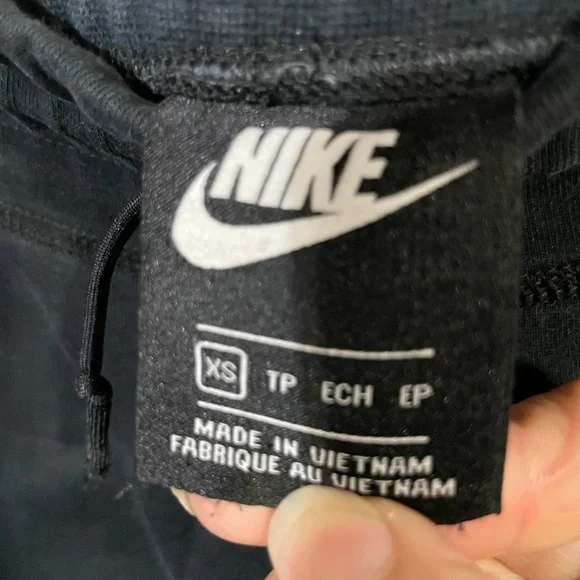 NIKE
XS TP ECH EP
MADE IN VIETNAM
FABRIQUE AU VIETNAM